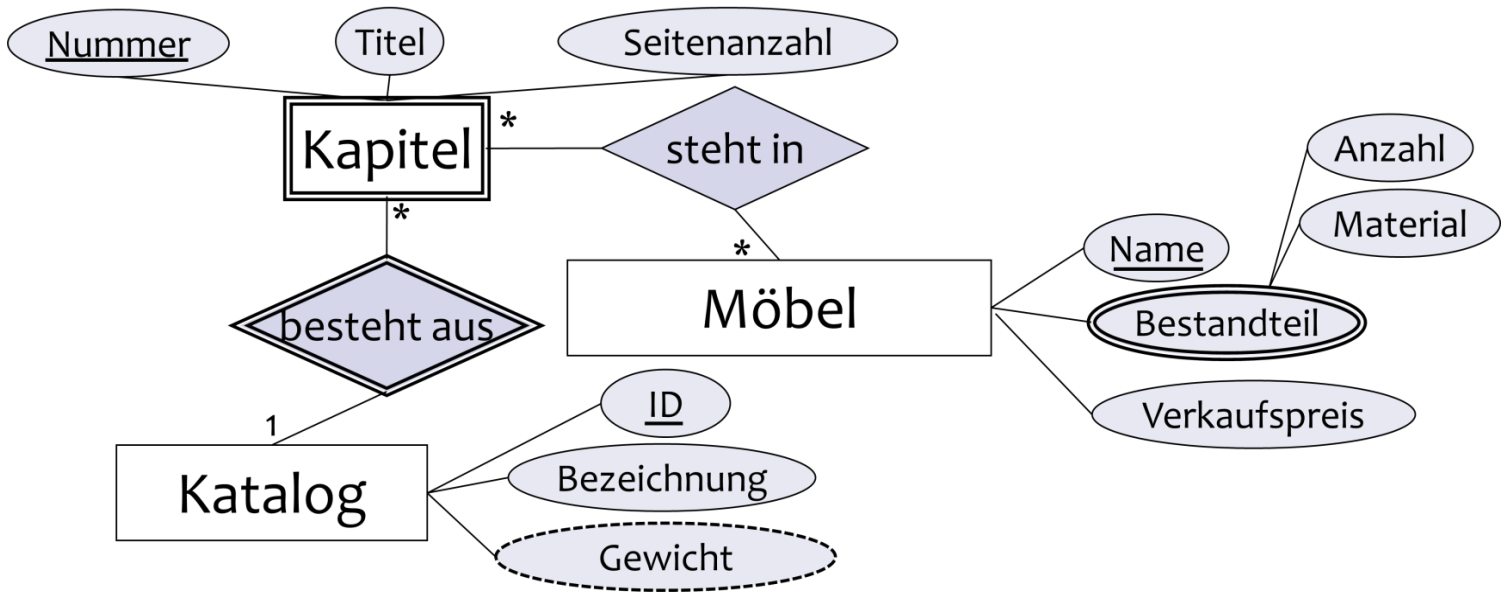 Nummer
Titel
Seitenanzahl
Kapitel
*
steht in
Anzahl
Material
*
*
Name
Möbel
Bestandteil
besteht aus
Verkaufspreis
1
ID
Bezeichnung
Katalog
Gewicht